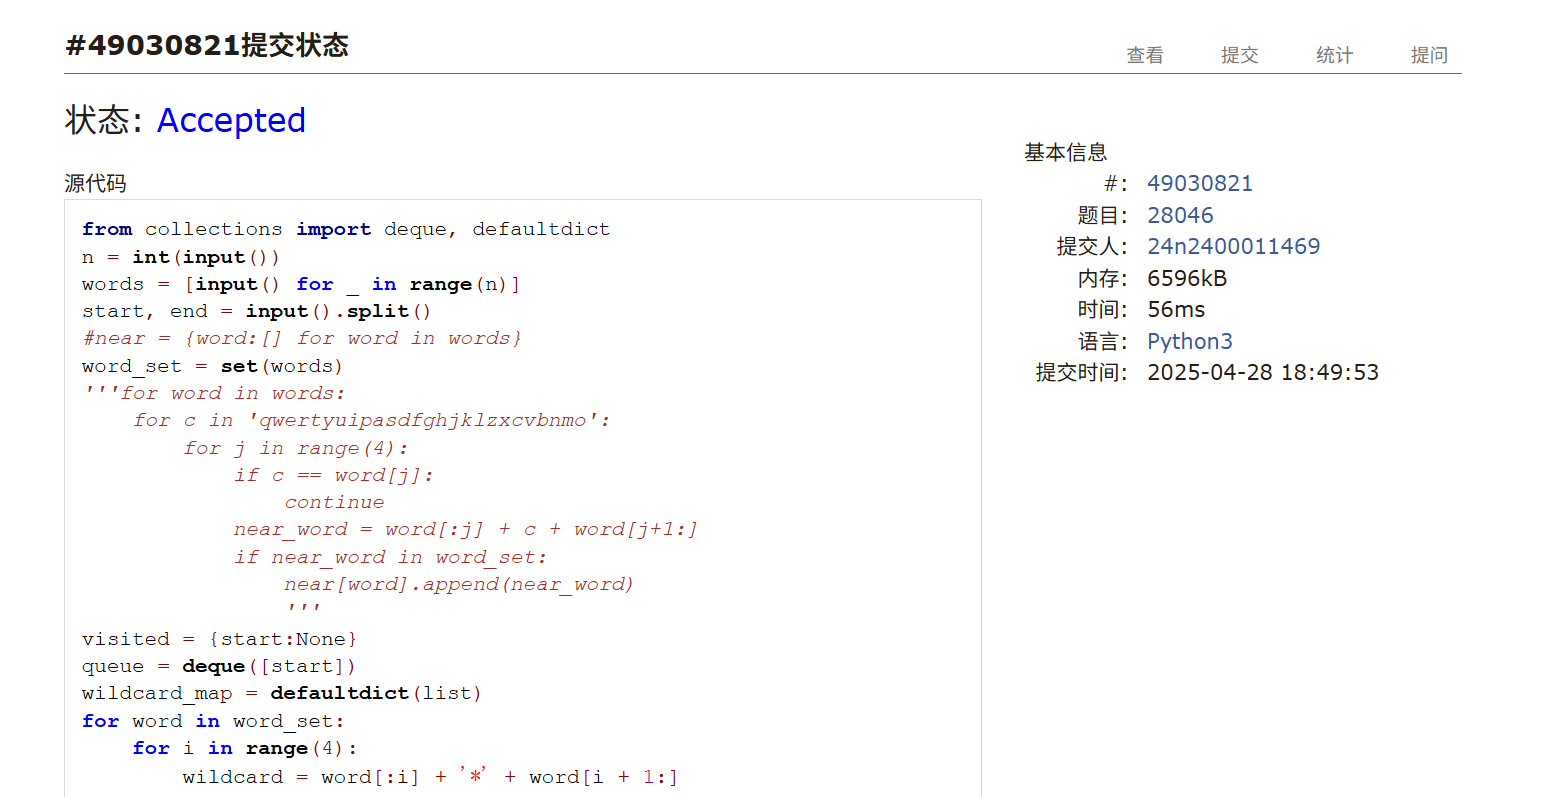 #49030821提交状态
查看 提交 统计 提问
状态: Accepted
源代码
from collections import deque, defaultdict
n = int(input())
words = [input() for _ in range(n)]
start, end = input().split()
#near = {word:[] for word in words}
word_set = set(words)
'''for word in words:
    for c in 'qwertyuipasdfghjklzxcvbnmo':
        for j in range(4):
            if c == word[j]:
                continue
            near_word = word[:j] + c + word[j+1:]
            if near_word in word_set:
                near[word].append(near_word)
                '''
visited = {start:None}
queue = deque([start])
wildcard_map = defaultdict(list)
for word in word_set:
    for i in range(4):
        wildcard = word[:i] + '*' + word[i + 1:]
基本信息
#: 49030821
题目: 28046
提交人: 24n2400011469
内存: 6596kB
时间: 56ms
语言: Python3
提交时间: 2025-04-28 18:49:53